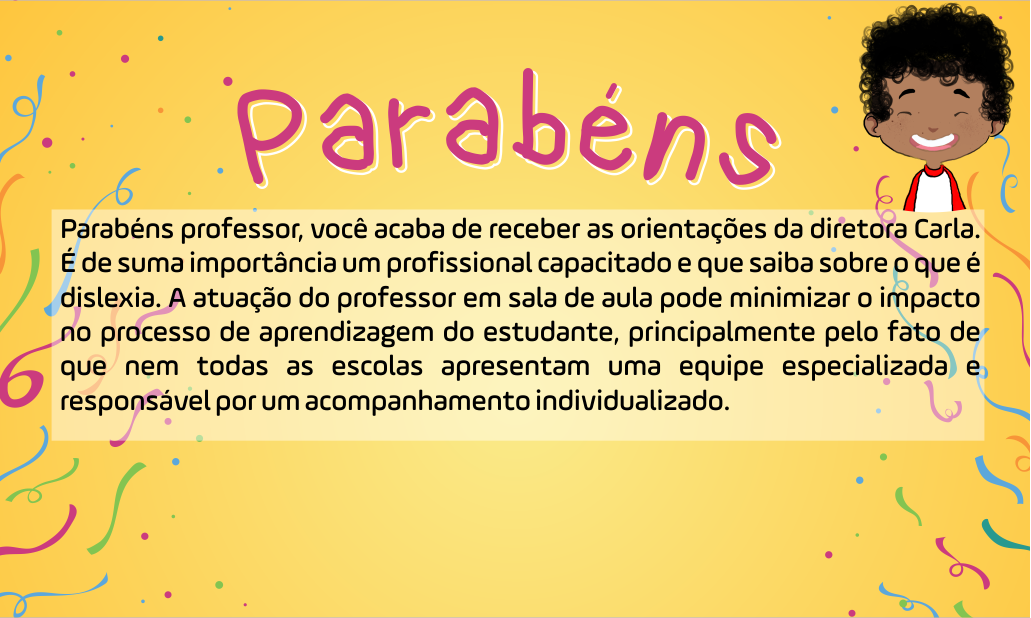 Parabéns
Parabéns professor, você acaba de receber as orientações da diretora Carla.
É de suma importância um profissional capacitado e que saiba sobre o que é
dislexia. A atuação do professor em sala de aula pode minimizar o impacto
no processo de aprendizagem do estudante, principalmente pelo fato de
que nem todas as escolas apresentam uma equipe especializada e
responsável por um acompanhamento individualizado.